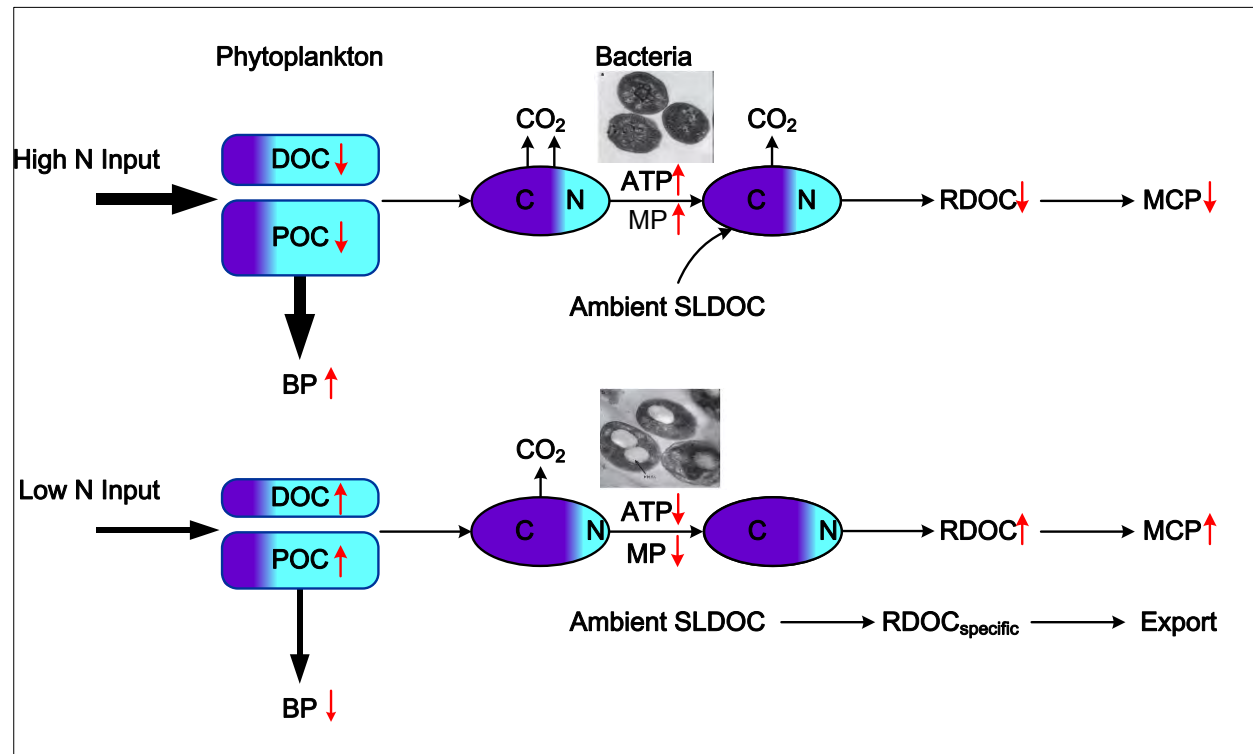 Phytoplankton
Bacteria
High N Input
DOC
POC
BP
CO2
C N
ATP
MP
CO2
C N
Ambient SLDOC
RDOC
MCP
Low N Input
DOC
POC
BP
CO2
C N
ATP
MP
C N
RDOC
MCP
Ambient SLDOC
RDOCspecific
Export